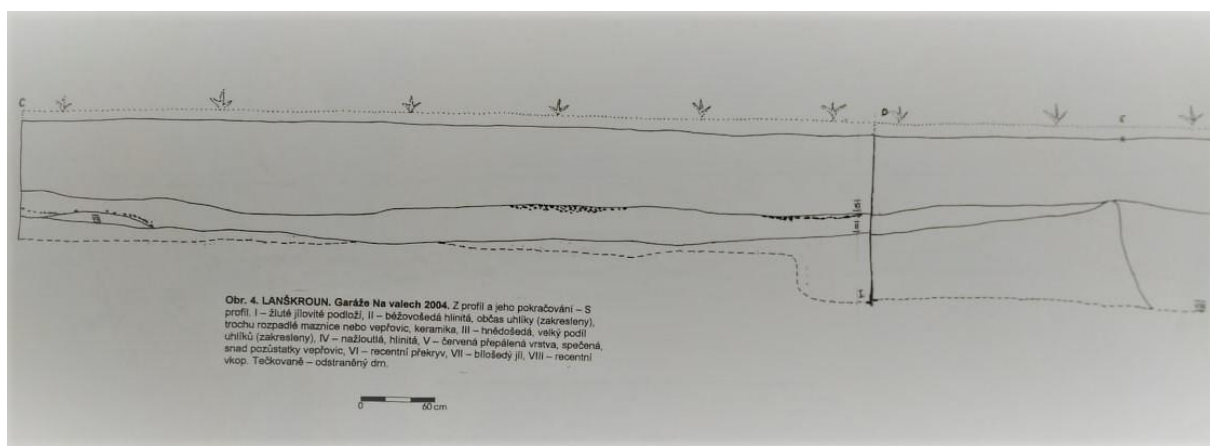 C
D
E
I
Obr. 4. LANŠKROUN. Garáže Na valech 2004. Z profil a jeho pokračování – S
profil. I – žluté jílovité podloží, II – béžovošedá hlinitá, občas uhlíky (zakresleny),
trochu rozpadlé maznice nebo vepřovic, keramika, III – hnědošedá, velký podíl
uhlíků (zakresleny), IV – nažloutlá, hlinitá, V – červená přepálená vrstva, spečená,
snad pozůstatky vepřovic, VI – recentní překryv, VII – bílošedý jíl, VIII – recentní
vkop. Tečkovaně – odstraněný drn.
0 60 cm